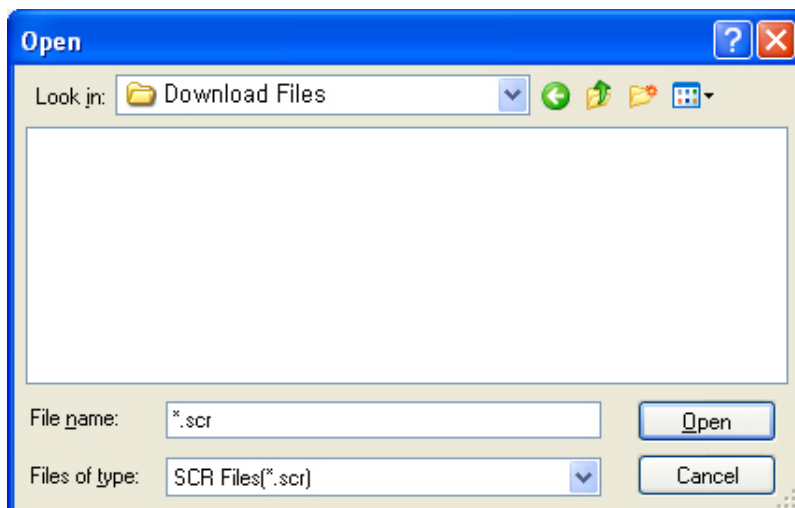 Open
Look in: Download Files
File name: *.scr Open
Files of type: SCR Files(*.scr) Cancel